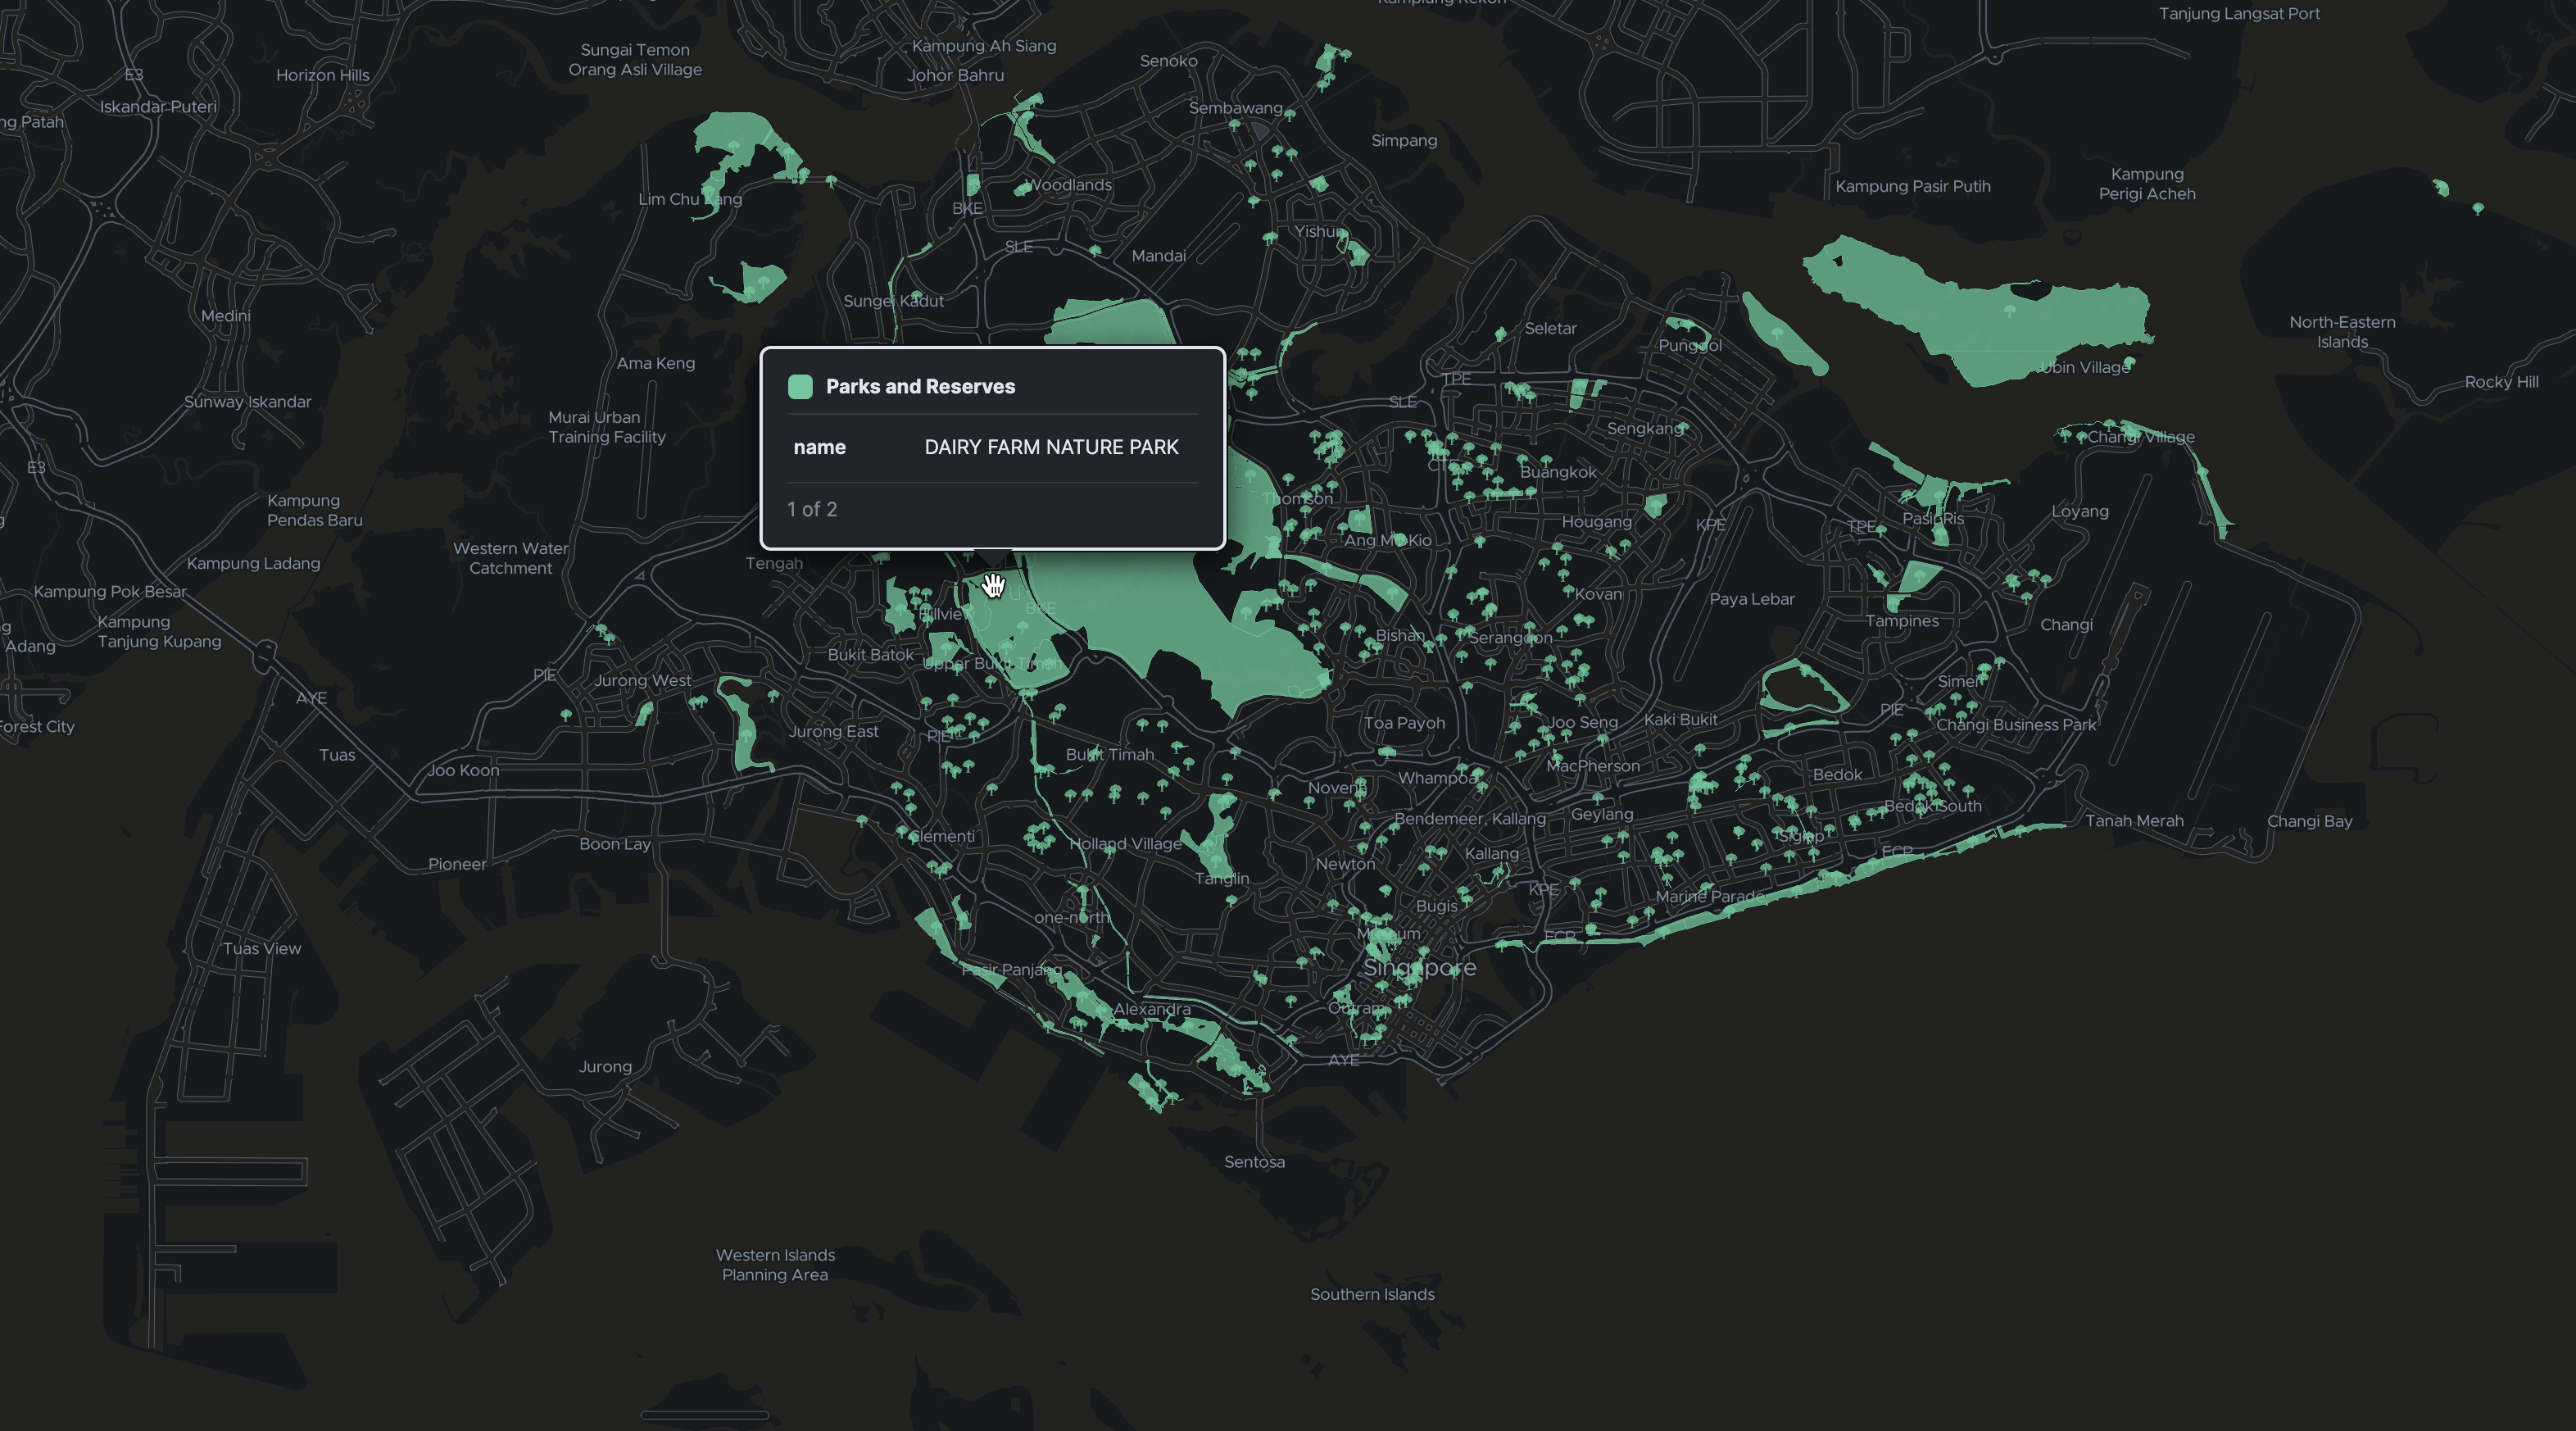 Tanjung Langsat Port
Kampung Ah Siang
Sungai Temon
Orang Asli Village
Senoko
E3
Horizon Hills
Johor Bahru
Iskandar Puteri
Sembawang
ng Patah
Simpang
Kampung
Perigi Acheh
Kampung Pasir Putih
Woodlands
Lim Chu Kang
BKE
Yishun
SLE
Mandai
Sungei Kadut
Medini
Seletar
North-Eastern
Islands
Punggol
Ama Keng
Ubin Village
TPE
Rocky Hill
Parks and Reserves
Sunway Iskandar
SLE
Murai Urban
Training Facility
Sengkang
Changi Village
name DAIRY FARM NATURE PARK
E3
CTE
Buangkok
Kampung
Pendas Baru
Thomson
1 of 2
Loyang
Pasir Ris
Hougang
KPE
TPE
Ang Mo Kio
Western Water
Catchment
Kampung Ladang
Tengah
Kampung Pok Besar
Kovan
Paya Lebar
BKE
Hillview
Kampung
Tanjung Kupang
Tampines
Changi
Bishan
Serangoon
g Adang
Bukit Batok
Upper Bukit Timah
PIE
Jurong West
Simei
AYE
PIE
Forest City
Toa Payoh
Joo Seng
Kaki Bukit
Changi Business Park
Jurong East
PIE
Tuas
Bukit Timah
Joo Koon
MacPherson
Whampoa
Bedok
Novena
Bedok South
Geylang
Bendemeer, Kallang
Siglap
Tanah Merah
Changi Bay
Clementi
Boon Lay
Holland Village
Kallang
ECP
Pioneer
Newton
Tanglin
KPE
Marine Parade
Bugis
one-north
Museum
ECP
Tuas View
Singapore
Pasir Panjang
Alexandra
Outram
AYE
Jurong
Sentosa
Western Islands
Planning Area
Southern Islands